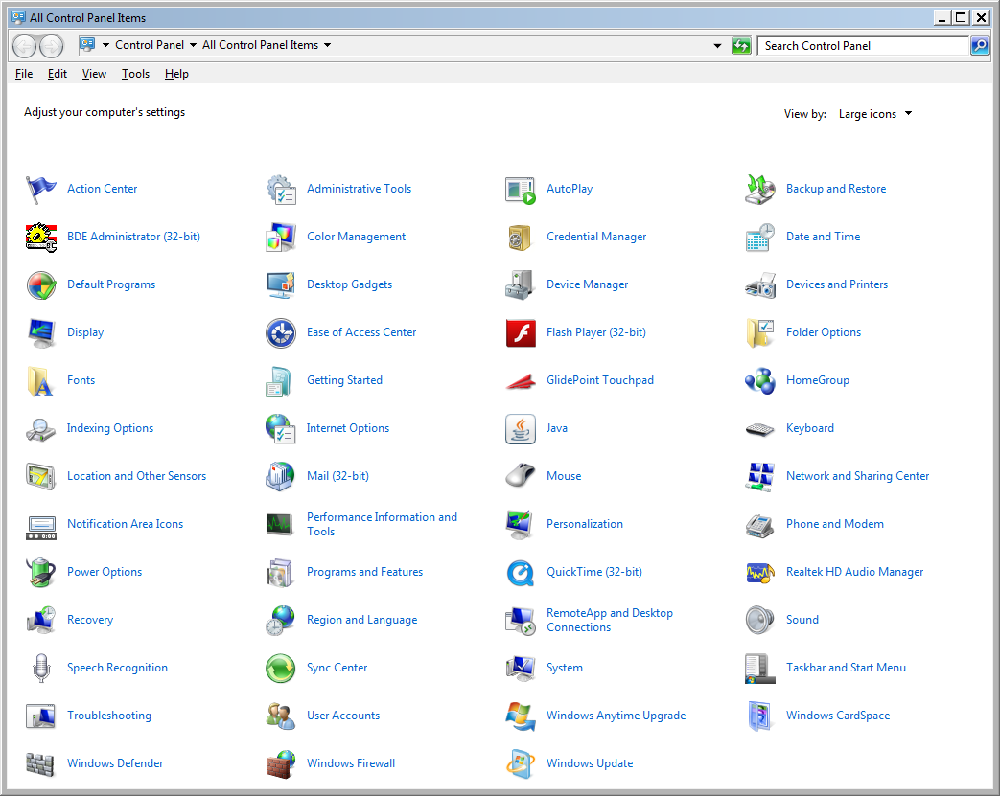 All Control Panel Items
Control Panel All Control Panel Items Search Control Panel
File Edit View Tools Help
Adjust your computer's settings
View by: Large icons
Action Center Administrative Tools AutoPlay Backup and Restore
BDE Administrator (32-bit) Color Management Credential Manager Date and Time
Default Programs Desktop Gadgets Device Manager Devices and Printers
Display Ease of Access Center Flash Player (32-bit) Folder Options
Fonts Getting Started GlidePoint Touchpad HomeGroup
Indexing Options Internet Options Java Keyboard
Location and Other Sensors Mail (32-bit) Mouse Network and Sharing Center
Notification Area Icons Performance Information and
Tools Personalization Phone and Modem
Power Options Programs and Features QuickTime (32-bit) Realtek HD Audio Manager
Recovery Region and Language RemoteApp and Desktop
Connections Sound
Speech Recognition Sync Center System Taskbar and Start Menu
Troubleshooting User Accounts Windows Anytime Upgrade Windows CardSpace
Windows Defender Windows Firewall Windows Update